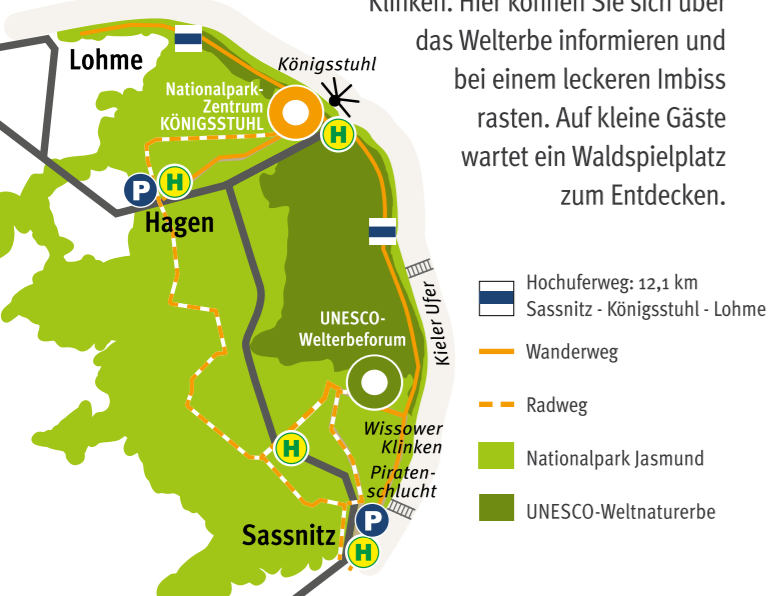 Klinken. Hier können Sie sich über
das Welterbe informieren und
bei einem leckeren Imbiss
rasten. Auf kleine Gäste
wartet ein Waldspielplatz
zum Entdecken.
Lohme
Königsstuhl
Nationalpark-
Zentrum
KÖNIGSSTUHL
H
P
H
Hagen
Kieler Ufer
UNESCO-
Welterbeforum
Wissower
Klinken
H
Piraten-
schlucht
P
Sassnitz
H
Hochuferweg: 12,1 km
Sassnitz - Königsstuhl - Lohme
Wanderweg
Radweg
Nationalpark Jasmund
UNESCO-Weltnaturerbe